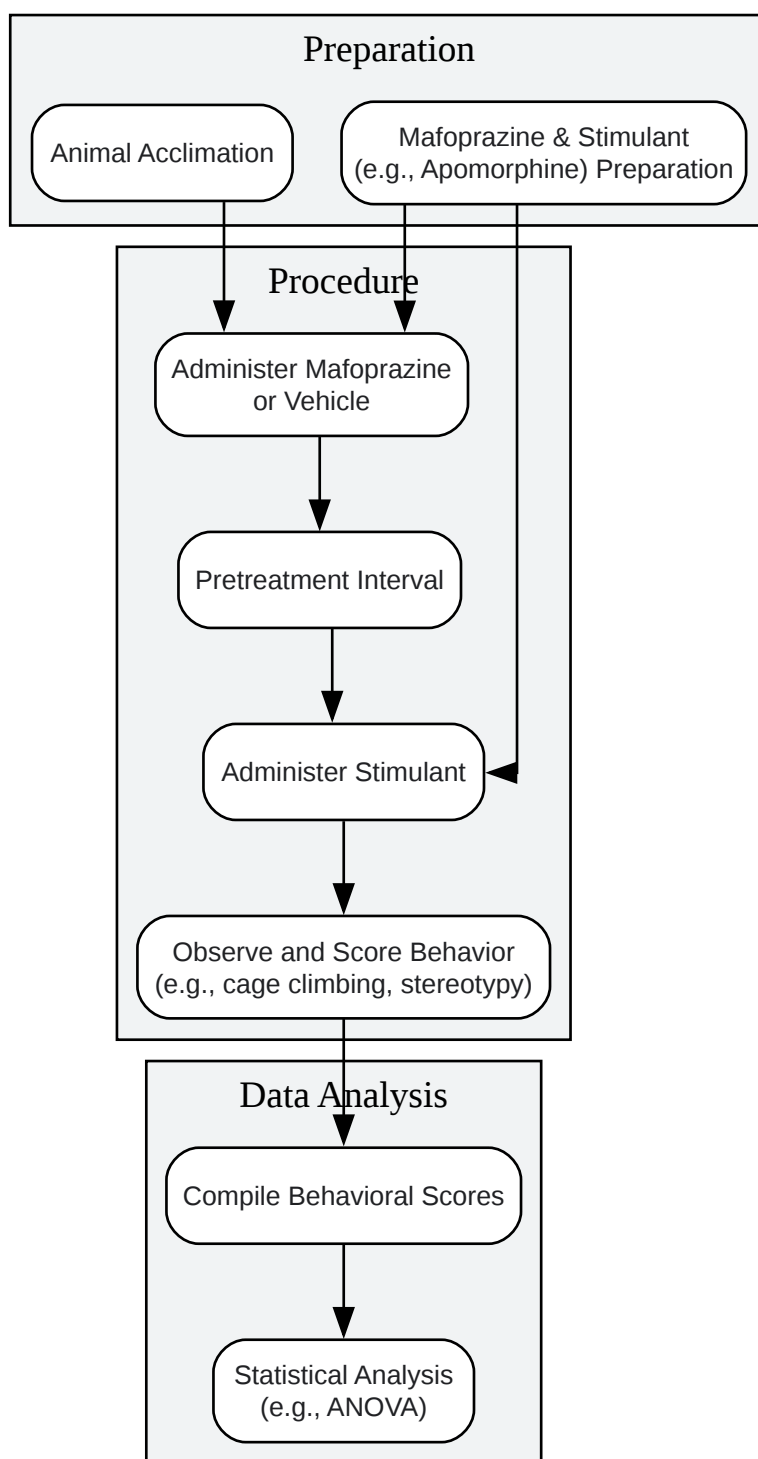 Preparation
Animal Acclimation
Mafoprazine & Stimulant
(e.g., Apomorphine) Preparation
Procedure
Administer Mafoprazine
or Vehicle
Pretreatment Interval
Administer Stimulant
Observe and Score Behavior
(e.g., cage climbing, stereotypy)
Data Analysis
Compile Behavioral Scores
Statistical Analysis
(e.g., ANOVA)